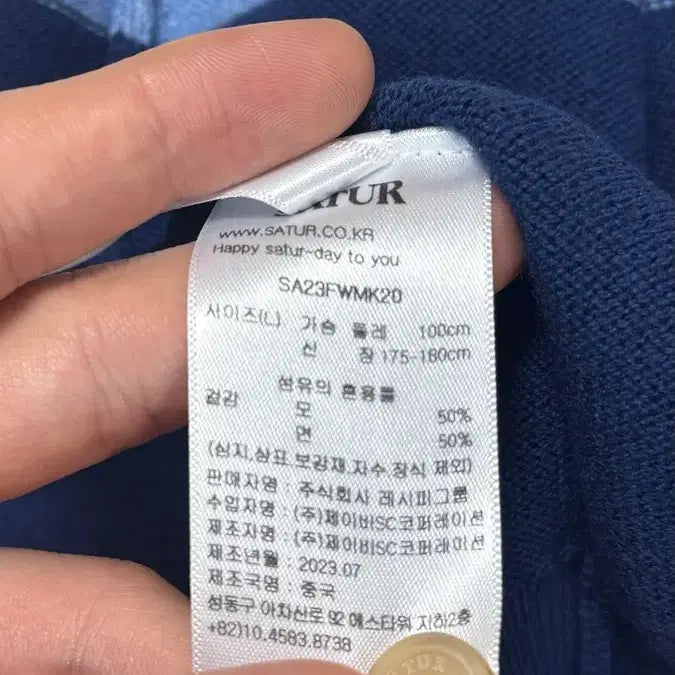 SATUR
WWW.SATUR.CO.KR
Happy satur-day to you
SA23FWMK20
사이즈(L) 가슴 둘레 100cm
신 장 175-180cm
섬유의 혼용률
겉감
모 50%
면 50%
(심지,상표,보강재,자수,장식 제외)
판매자명 : 주식회사 레시피그룹
수입자명 : (주)제이비SC코퍼레이션
제조자명 : (주)제이비SC코퍼레이션
제조년월 : 2023.07
제조국명 : 중국
성동구 아차산로 92 에스타워 지하2층
+82)10.4583.8738
SATUR